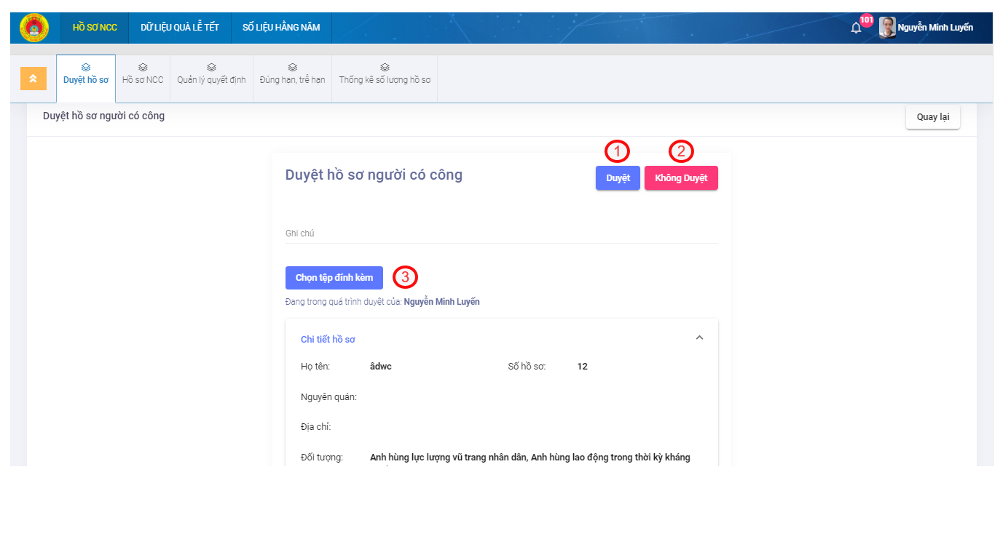 HỒ SƠ NCC DỮ LIỆU QUÀ LỄ TẾT SỐ LIỆU HẰNG NĂM 101 Nguyễn Minh Luyến
Duyệt hồ sơ Hồ sơ NCC Quản lý quyết định Đúng hạn, trễ hạn Thống kê số lượng hồ sơ
Duyệt hồ sơ người có công Quay lại
1 2
Duyệt hồ sơ người có công Duyệt Không Duyệt
Ghi chú
Chọn tệp đính kèm 3
Đang trong quá trình duyệt của: Nguyễn Minh Luyến
Chi tiết hồ sơ
Họ tên: âdwc Số hồ sơ: 12
Nguyên quán:
Địa chỉ:
Đối tượng: Anh hùng lực lượng vũ trang nhân dân, Anh hùng lao động trong thời kỳ kháng